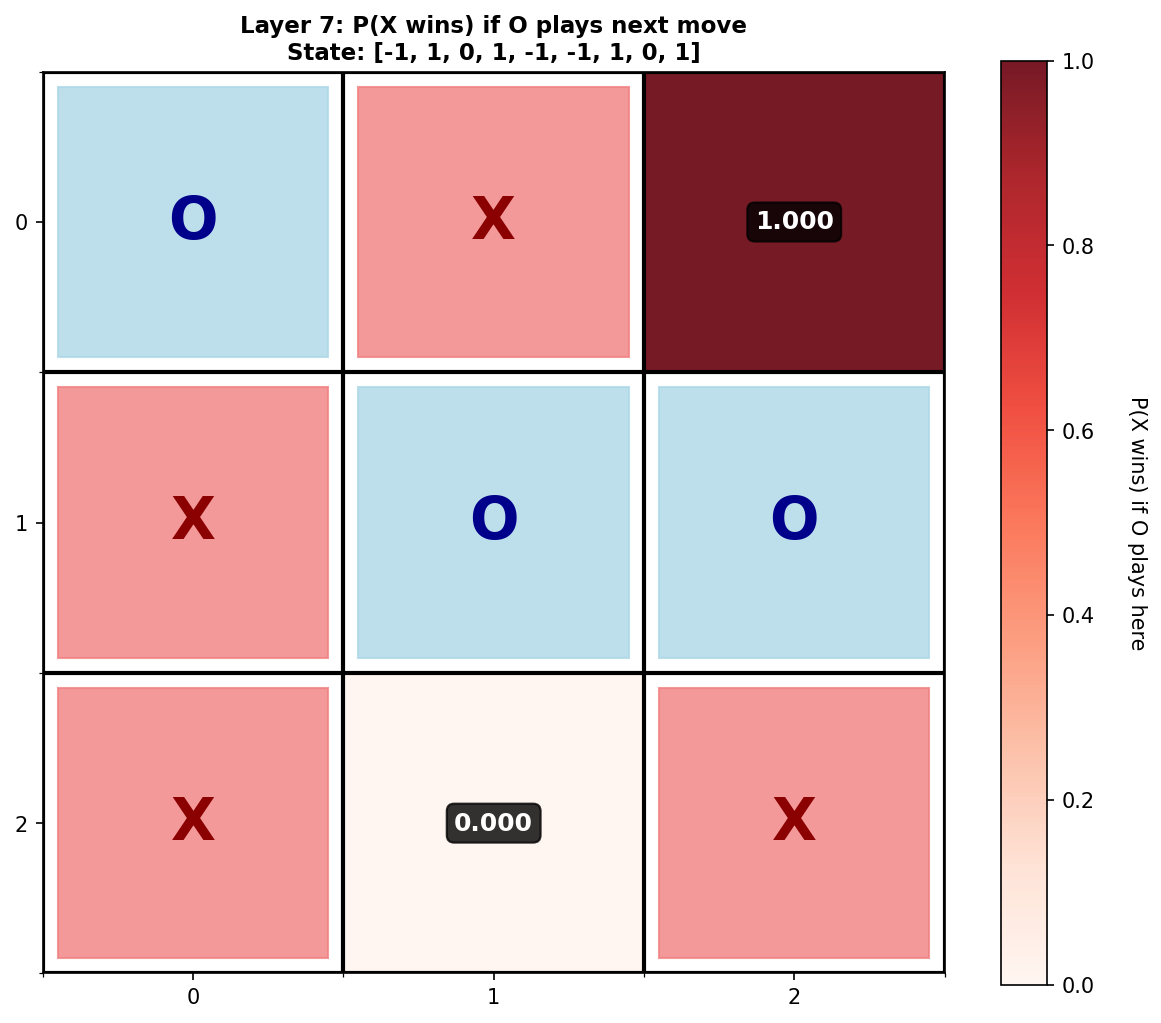 Layer 7: P(X wins) if O plays next move
State: [-1, 1, 0, 1, -1, -1, 1, 0, 1]
1.0
0.8
0.6
0.4
0.2
0.0
P(X wins) if O plays here
0
O
X
1.000
1
X
O
O
2
X
0.000
X
0
1
2